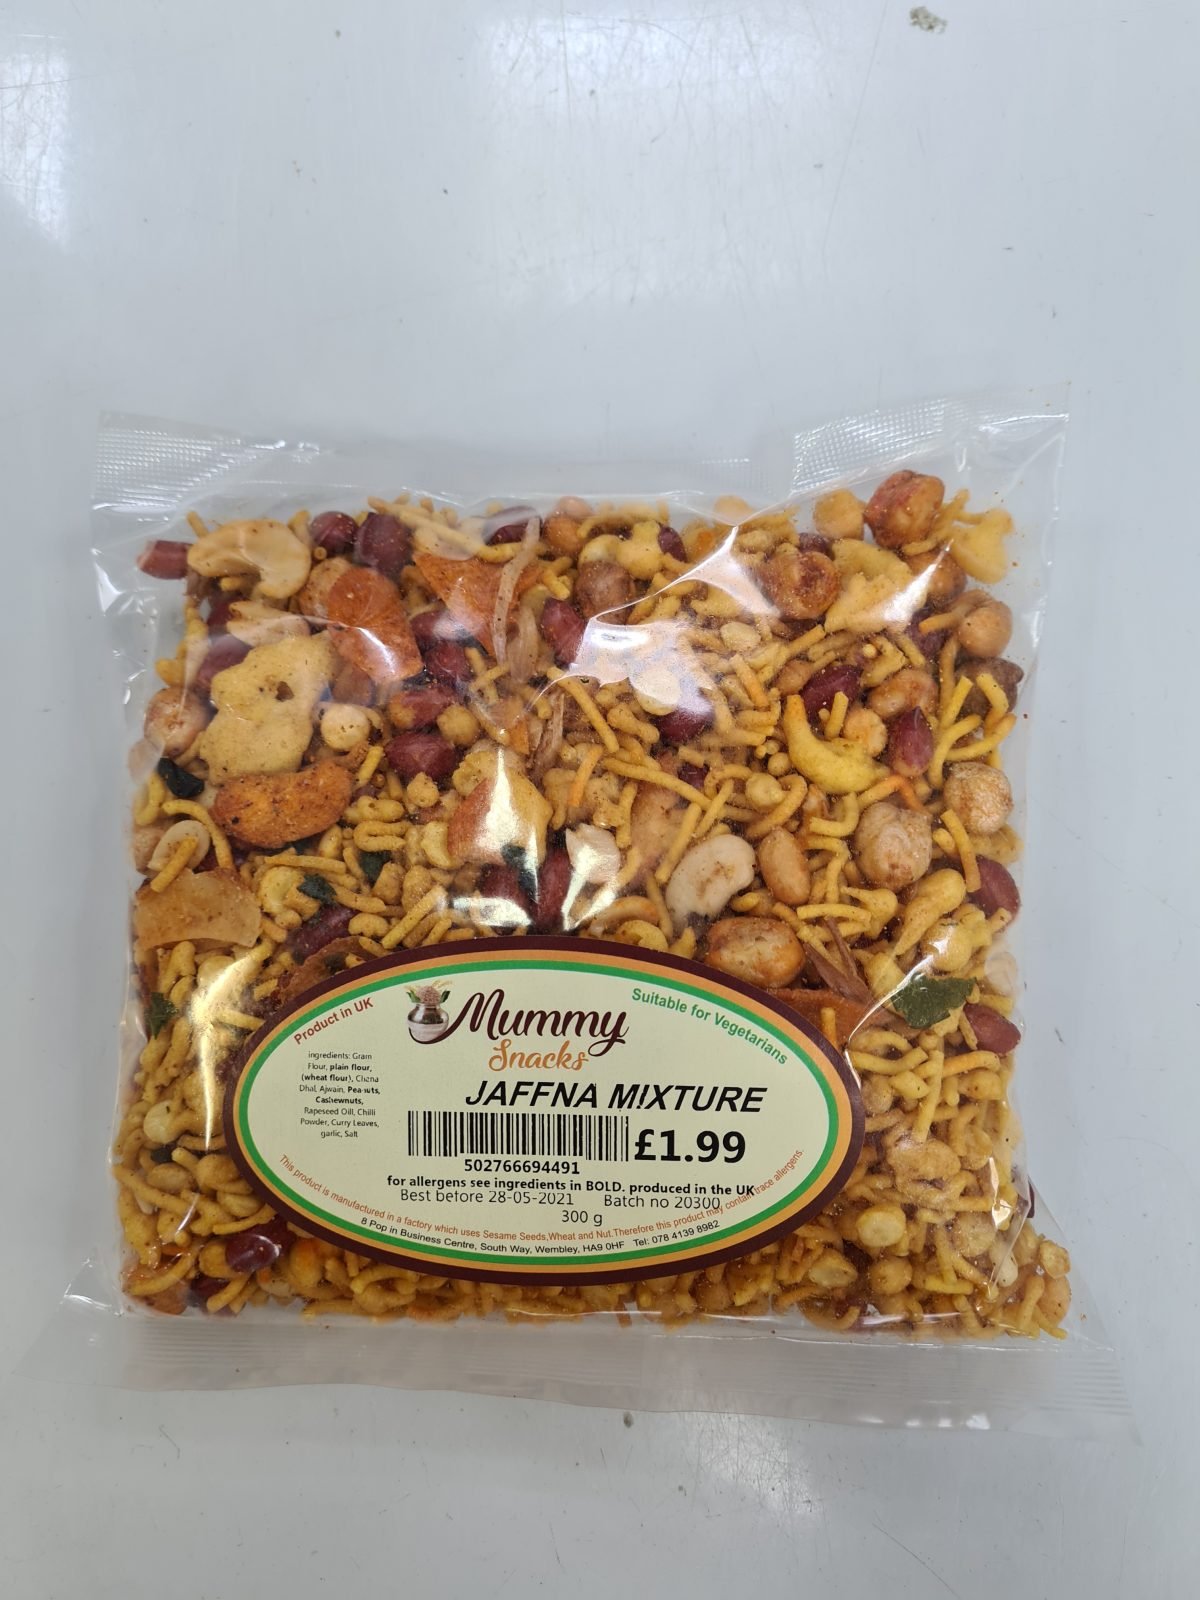 Product in UK
Mummy
Snacks
Suitable for Vegetarians
ingredients: Gram
Flour, plain flour,
(wheat flour), Chana
Dhal, Ajwain, Peanuts,
Cashewnuts,
Rapeseed Oill, Chilli
Powder, Curry Leaves,
garlic, Salt
JAFFNA MIXTURE
£1.99
502766694491
for allergens see ingredients in BOLD. produced in the UK
Best before 28-05-2021 Batch no 20300
300 g
This product is manufactured in a factory which uses Sesame Seeds,Wheat and Nut.Therefore this product may contain trace allergens.
8 Pop in Business Centre, South Way, Wembley, HA9 0HF Tel: 078 4139 8982